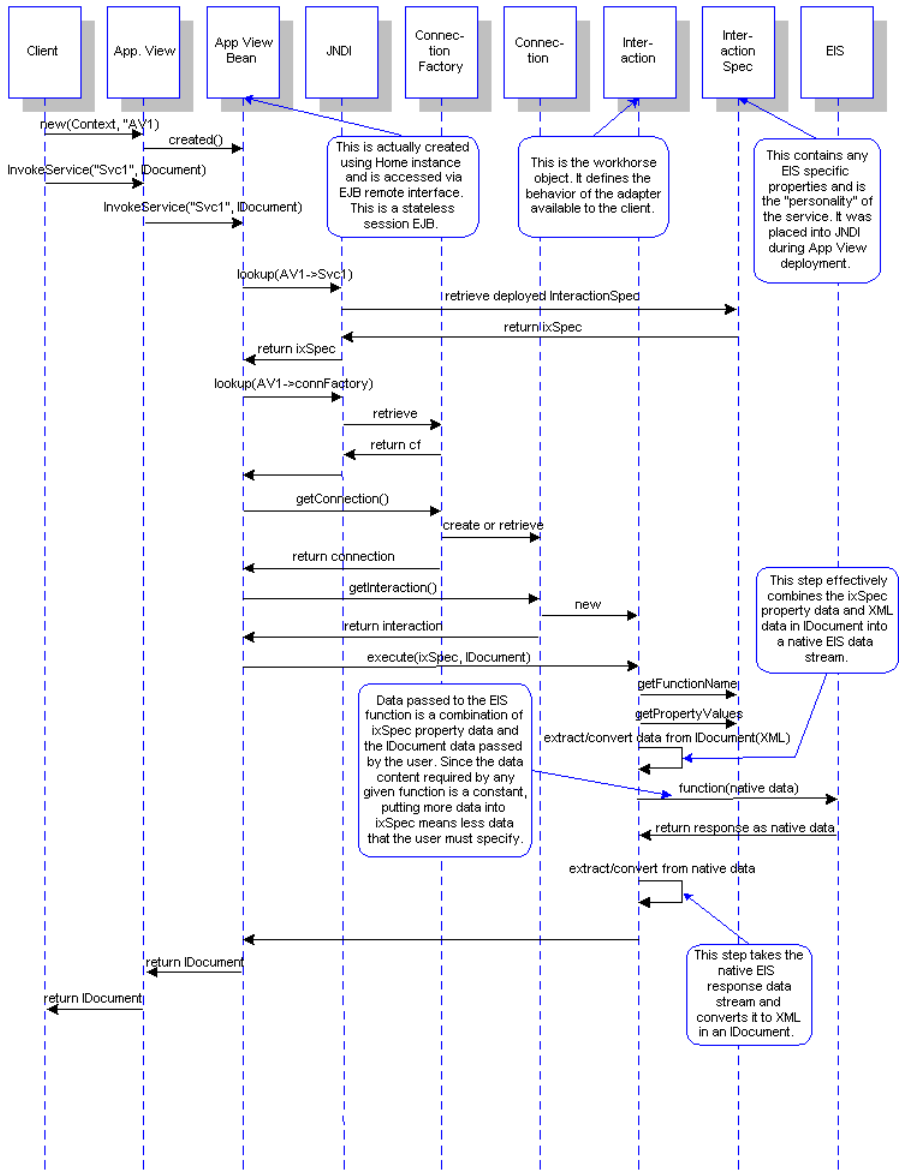 Client
App. View
App View
Bean
JNDI
Connec-
tion
Factory
Connec-
tion
Inter-
action
Inter-
action
Spec
EIS
new(Context, "AV1)
created()
InvokeService("Svc1", IDocument)
InvokeService("Svc1", IDocument)
This is actually created
using Home instance
and is accessed via
EJB remote interface.
This is a stateless
session EJB.
This is the workhorse
object. It defines the
behavior of the adapter
available to the client.
This contains any
EIS specific
properties and is
the "personality" of
the service. It was
placed into JNDI
during App View
deployment.
lookup(AV1->Svc1)
retrieve deployed InteractionSpec
return ixSpec
return ixSpec
lookup(AV1->connFactory)
retrieve
return cf
getConnection()
create or retrieve
return connection
getInteraction()
new
return interaction
execute(ixSpec, IDocument)
This step effectively
combines the ixSpec
property data and XML
data in IDocument into
a native EIS data
stream.
getFunctionName
getPropertyValues
extract/convert data from IDocument(XML)
Data passed to the EIS
function is a combination of
ixSpec property data and
the IDocument data passed
by the user. Since the data
content required by any
given function is a constant,
putting more data into
ixSpec means less data
that the user must specify.
function(native data)
return response as native data
extract/convert from native data
This step takes the
native EIS
response data
stream and
converts it to XML
in an IDocument.
return IDocument
return IDocument